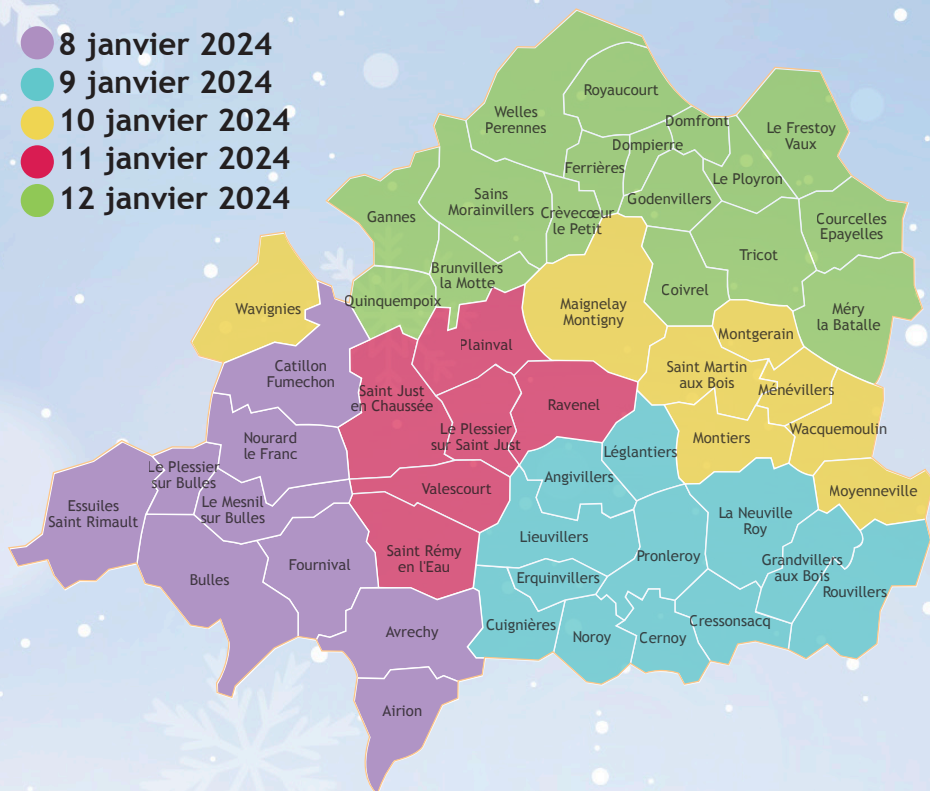 8 janvier 2024
9 janvier 2024
10 janvier 2024
11 janvier 2024
12 janvier 2024
Royaucourt
Welles
Perennes
Domfront
Le Frestoy
Vaux
Dompierre
Ferrières
Le Ployron
Sains
Morainvillers
Godenvillers
Crèvecœur
le Petit
Gannes
Courcelles
Epayelles
Tricot
Brunvillers
la Motte
Coivrel
Quinquempoix
Wavignies
Maignelay
Montigny
Méry
la Batalle
Montgerain
Plainval
Catillon
Fumechon
Saint Martin
aux Bois
Ménévillers
Saint Just
en Chaussée
Ravenel
Le Plessier
sur Saint Just
Wacquemoulin
Montiers
Nourard
le Franc
Léglantiers
Le Plessier
sur Bulles
Angivillers
Valescourt
Moyenneville
Essuiles
Saint Rimault
Le Mesnil
sur Bulles
La Neuville
Roy
Lieuvillers
Saint Rémy
en l'Eau
Pronleroy
Grandvillers
aux Bois
Fournival
Bulles
Erquinvillers
Rouvillers
Cressonsacq
Cuignières
Avrechy
Noroy
Cernoy
Airion